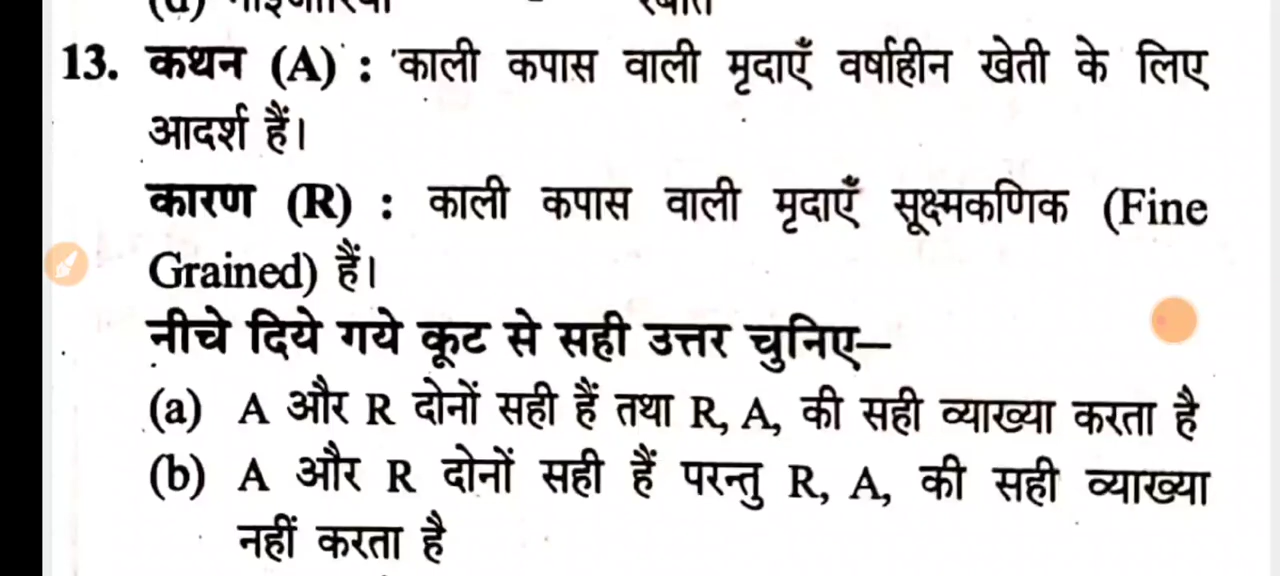 13. कथन (A) : काली कपास वाली मृदाएँ वर्षाहीन खेती के लिए
आदर्श हैं।
कारण (R) : काली कपास वाली मृदाएँ सूक्ष्मकणिक (Fine
Grained) हैं।
नीचे दिये गये कूट से सही उत्तर चुनिए–
(a) A और R दोनों सही हैं तथा R, A, की सही व्याख्या करता है
(b) A और R दोनों सही हैं परन्तु R, A, की सही व्याख्या
नहीं करता है